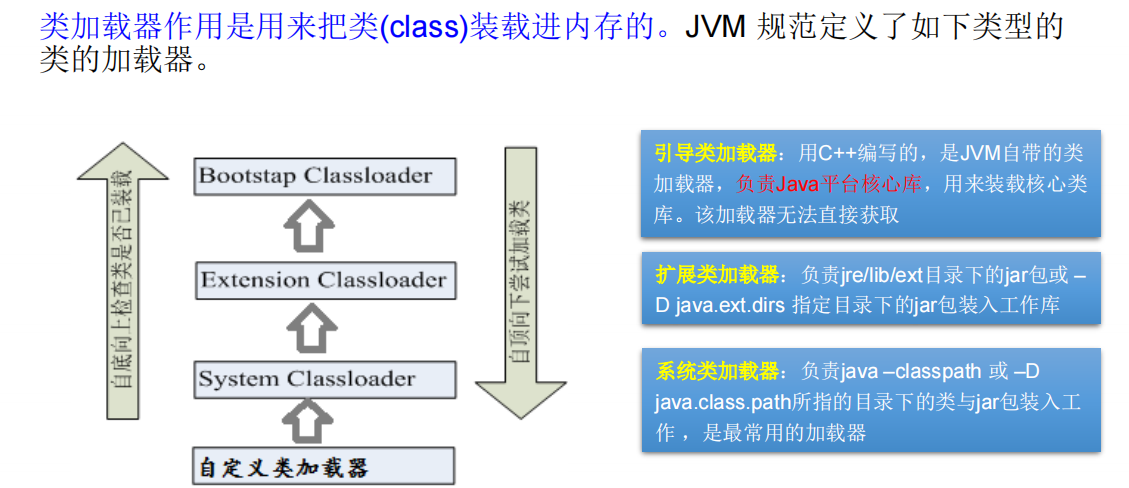 类加载器作用是用来把类(class)装载进内存的。JVM 规范定义了如下类型的
类的加载器。
自底向上检查类是否已装载
Bootstap Classloader
Extension Classloader
System Classloader
自定义类加载器
自顶向下尝试加载类
引导类加载器：用C++编写的，是JVM自带的类
加载器，负责Java平台核心库，用来装载核心类
库。该加载器无法直接获取
扩展类加载器：负责jre/lib/ext目录下的jar包或 –
D java.ext.dirs 指定目录下的jar包装入工作库
系统类加载器：负责java –classpath 或 –D
java.class.path所指的目录下的类与jar包装入工
作 ，是最常用的加载器